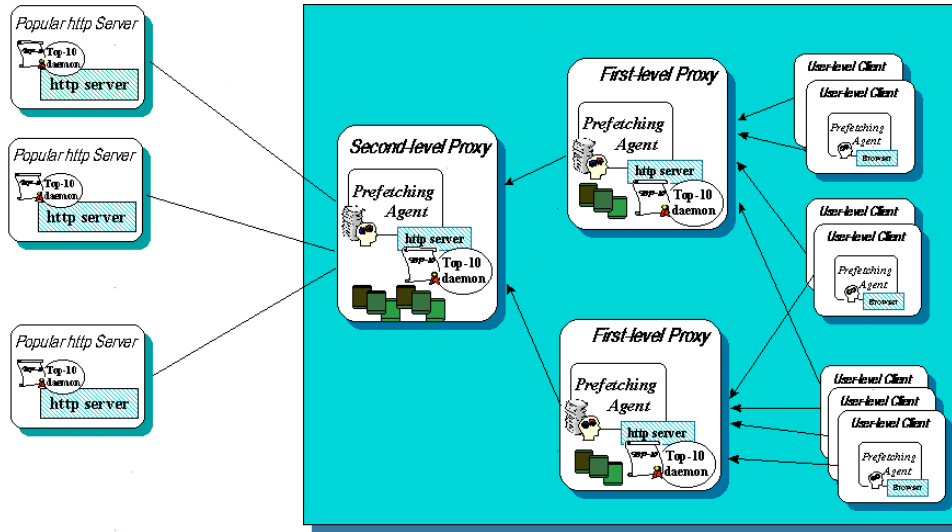 Popular http Server
Top-10
daemon
http server
Popular http Server
Top-10
daemon
http server
Popular http Server
Top-10
daemon
http server
Second-level Proxy
Prefetching
Agent
http server
Top-10
daemon
First-level Proxy
Prefetching
Agent
http server
Top-10
daemon
First-level Proxy
Prefetching
Agent
http server
Top-10
daemon
User-level Client
User-level Client
Prefetching
Agent
Browser
User-level Client
User-level Client
Prefetching
Agent
Browser
User-level Client
User-level Client
User-level Client
Prefetching
Agent
Browser